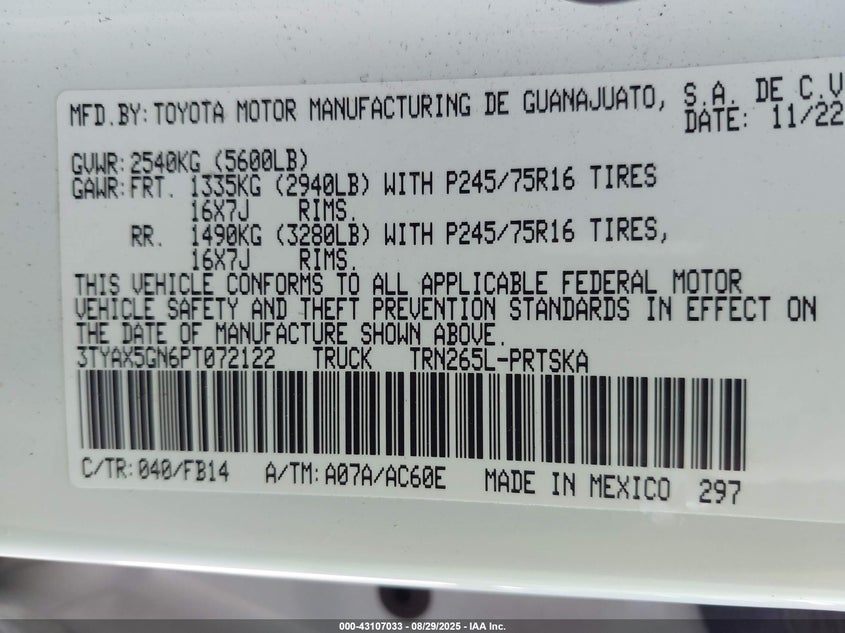 MFD.BY: TOYOTA MOTOR MANUFACTURING DE GUANAJUATO, S.A. DE C.V
DATE: 11/22
GVWR: 2540KG (5600LB)
GAWR: FRT. 1335KG (2940LB) WITH P245/75R16 TIRES
16X7J RIMS.
RR. 1490KG (3280LB) WITH P245/75R16 TIRES,
16X7J RIMS.
THIS VEHICLE CONFORMS TO ALL APPLICABLE FEDERAL MOTOR
VEHICLE SAFETY AND THEFT PREVENTION STANDARDS IN EFFECT ON
THE DATE OF MANUFACTURE SHOWN ABOVE.
3TYAX5GN6PT072122 TRUCK TRN265L-PRTSKA
C/TR: 040/FB14 A/TM: A07A/AC60E MADE IN MEXICO 297
000-43107033 - 08/29/2025 - IAA Inc.